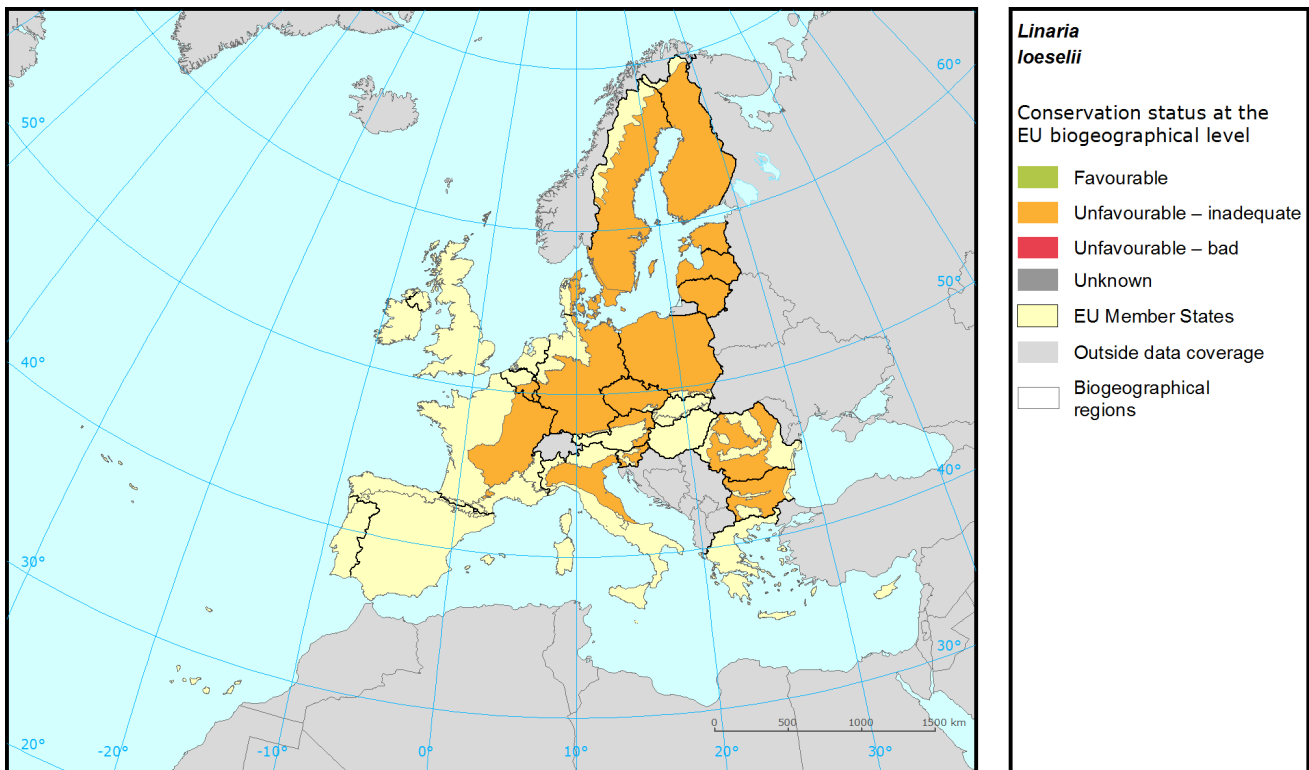 60°
50°
50°
40°
40°
30°
30°
20°
-20°
-10°
0°
10°
20°
30°
0 500 1000 1500 km
Linaria
loeselii
Conservation status at the
EU biogeographical level
Favourable
Unfavourable – inadequate
Unfavourable – bad
Unknown
EU Member States
Outside data coverage
Biogeographical
regions